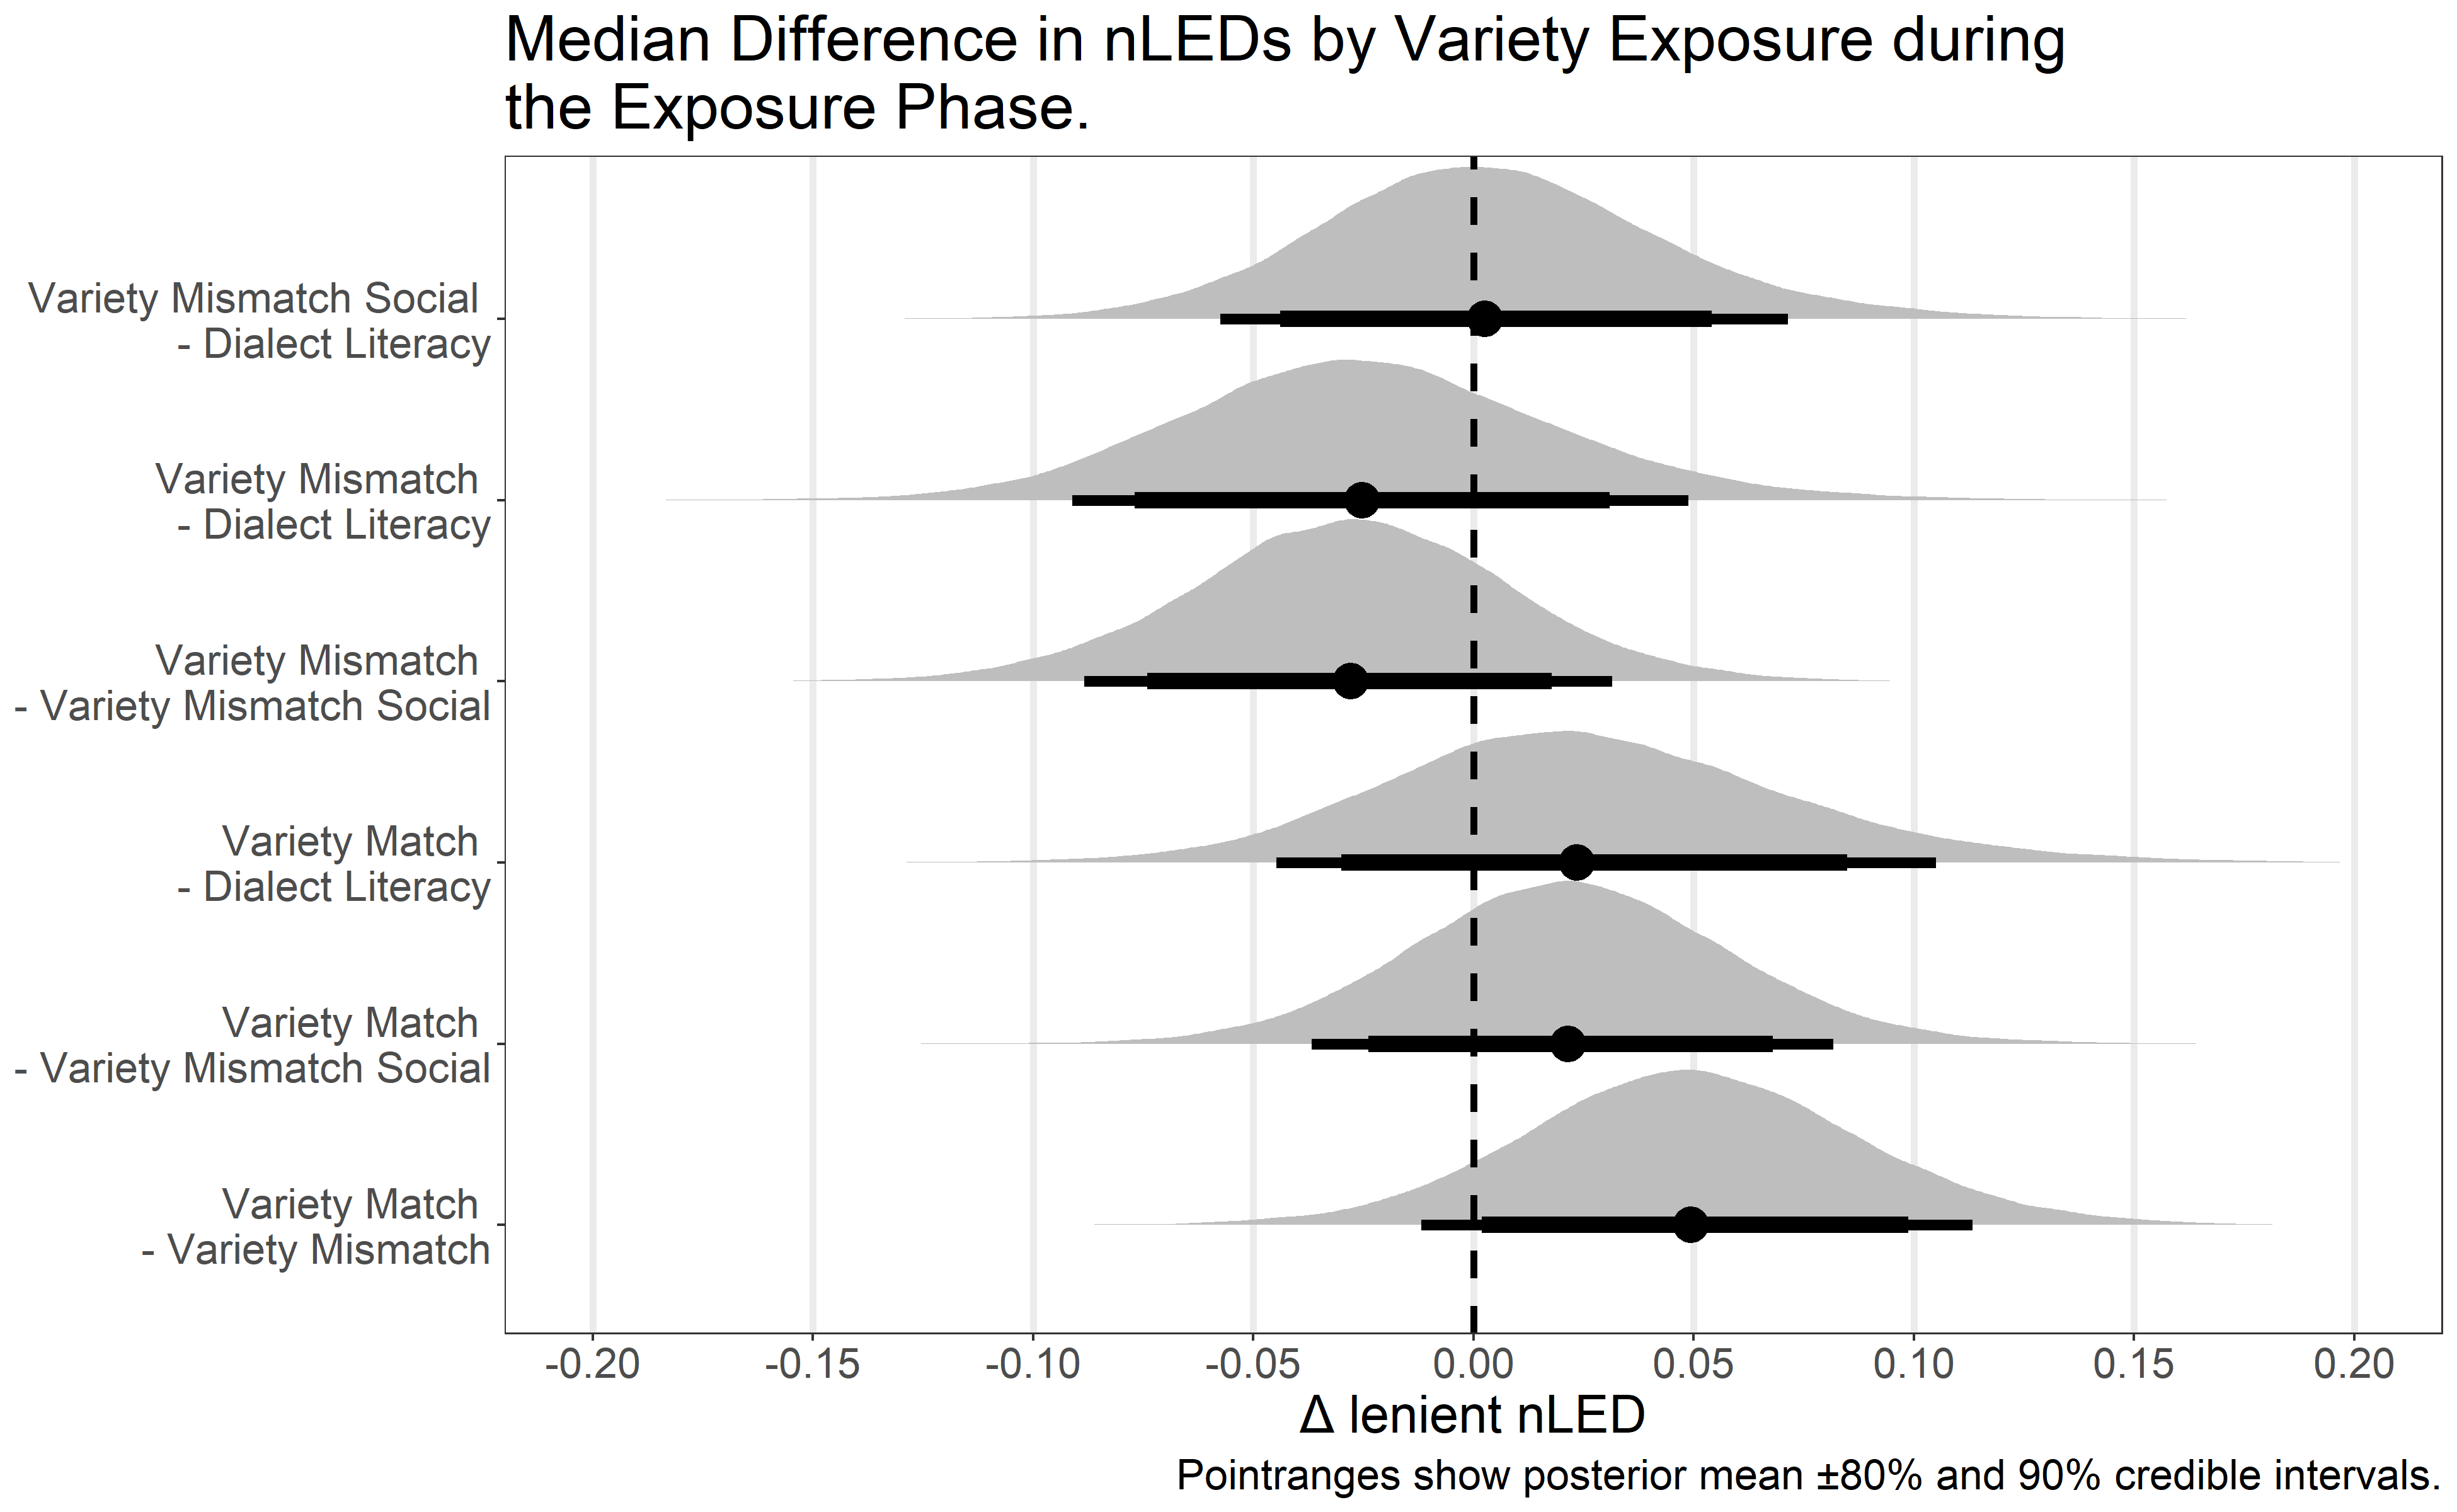 Median Difference in nLEDs by Variety Exposure during
the Exposure Phase.
Variety Mismatch Social
- Dialect Literacy
Variety Mismatch
- Dialect Literacy
Variety Mismatch
- Variety Mismatch Social
Variety Match
- Dialect Literacy
Variety Match
- Variety Mismatch Social
Variety Match
- Variety Mismatch
-0.20 -0.15 -0.10 -0.05 0.00 0.05 0.10 0.15 0.20
Δ lenient nLED
Pointranges show posterior mean ±80% and 90% credible intervals.